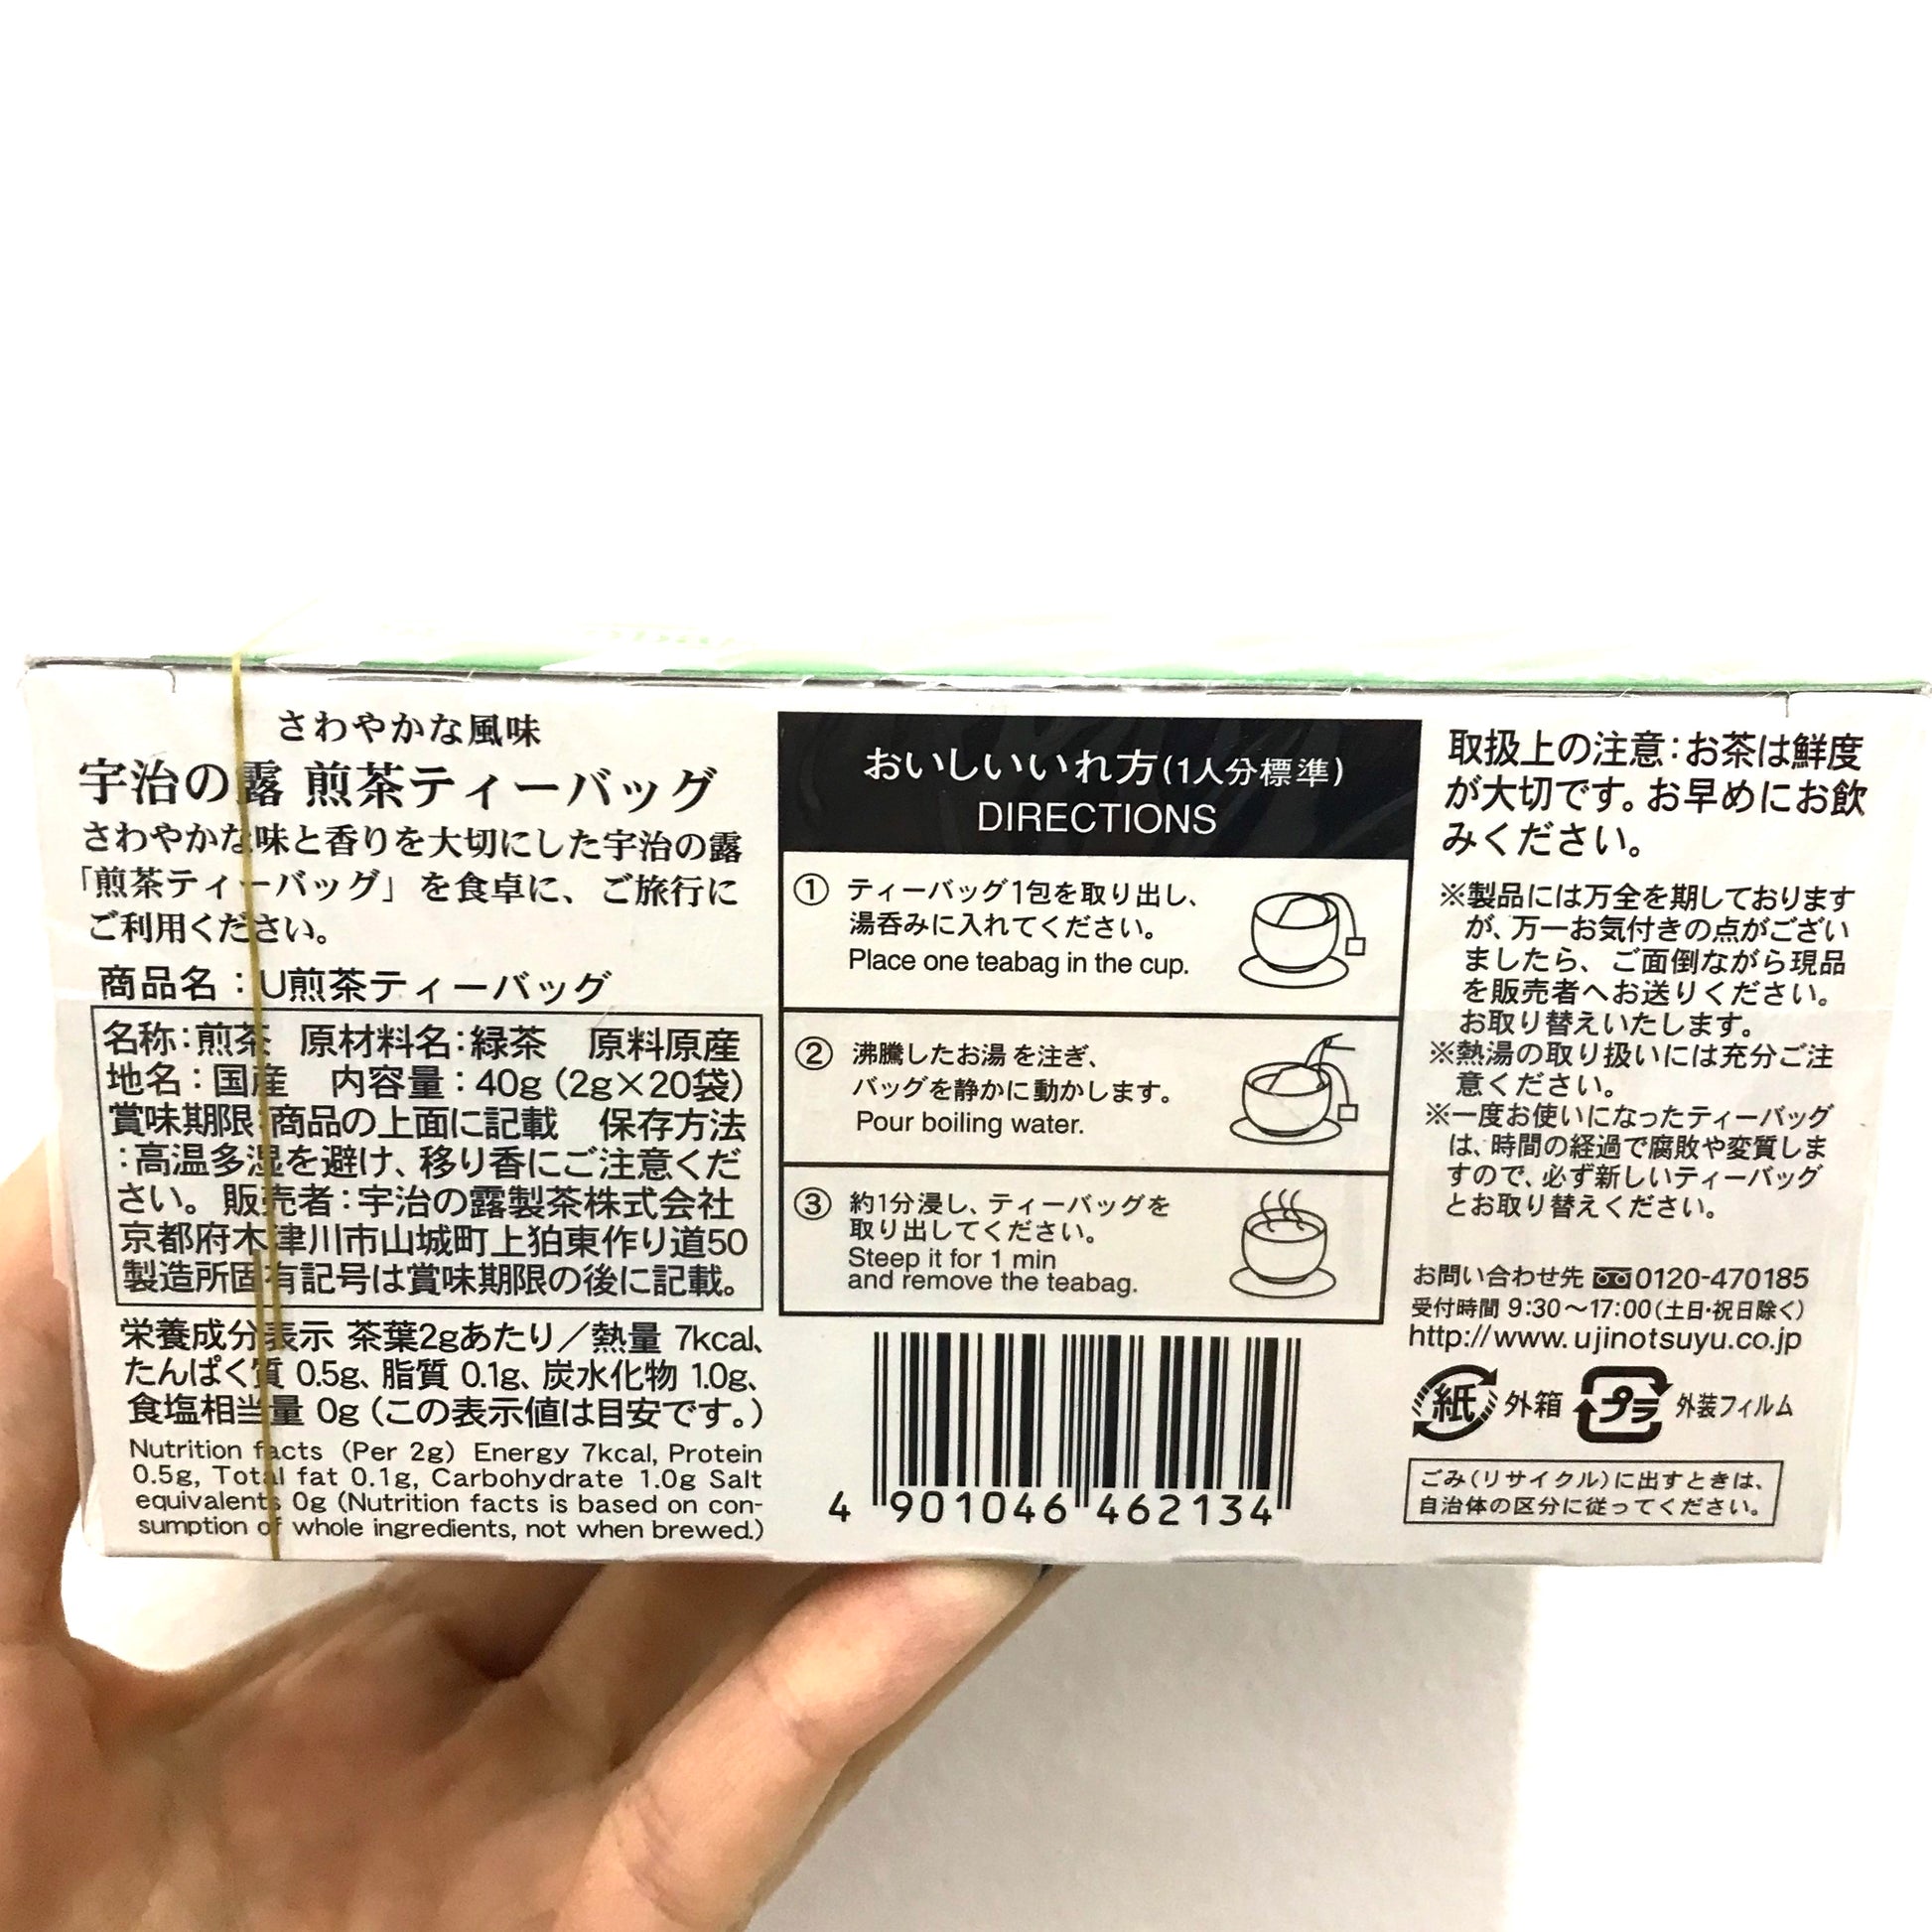 さわやかな風味
宇治の露 煎茶ティーバッグ
さわやかな味と香りを大切にした宇治の露
「煎茶ティーバッグ」を食卓に、ご旅行に
ご利用ください。
商品名：U煎茶ティーバッグ
名称：煎茶 原材料名：緑茶 原料原産
地名：国産 内容量：40g（2g×20袋）
賞味期限：商品の上面に記載 保存方法
：高温多湿を避け、移り香にご注意くだ
さい。販売者：宇治の露製茶株式会社
京都府木津川市山城町上狛東作り道50
製造所固有記号は賞味期限の後に記載。
栄養成分表示 茶葉2gあたり／熱量 7kcal、
たんぱく質 0.5g、脂質 0.1g、炭水化物 1.0g、
食塩相当量 0g（この表示値は目安です。）
Nutrition facts (Per 2g) Energy 7kcal, Protein
0.5g, Total fat 0.1g, Carbohydrate 1.0g Salt
equivalents 0g (Nutrition facts is based on con-
sumption of whole ingredients, not when brewed.)
おいしいいれ方（1人分標準）
DIRECTIONS
① ティーバッグ1包を取り出し、
湯呑みに入れてください。
Place one teabag in the cup.
② 沸騰したお湯 を注ぎ、
バッグを静かに動かします。
Pour boiling water.
③ 約1分浸し、ティーバッグを
取り出してください。
Steep it for 1 min
and remove the teabag.
4 901046 462134
取扱上の注意：お茶は鮮度
が大切です。お早めにお飲
みください。
※製品には万全を期しております
が、万一お気付きの点がござい
ましたら、ご面倒ながら現品
を販売者へお送りください。
お取り替えいたします。
※熱湯の取り扱いには充分ご注
意ください。
※一度お使いになったティーバッグ
は、時間の経過で腐敗や変質しま
すので、必ず新しいティーバッグ
とお取り替えください。
お問い合わせ先 0120-470185
受付時間 9:30～17:00（土日・祝日除く）
http://www.ujinotsuyu.co.jp
紙 外箱 プラ 外装フィルム
ごみ（リサイクル）に出すときは、
自治体の区分に従ってください。